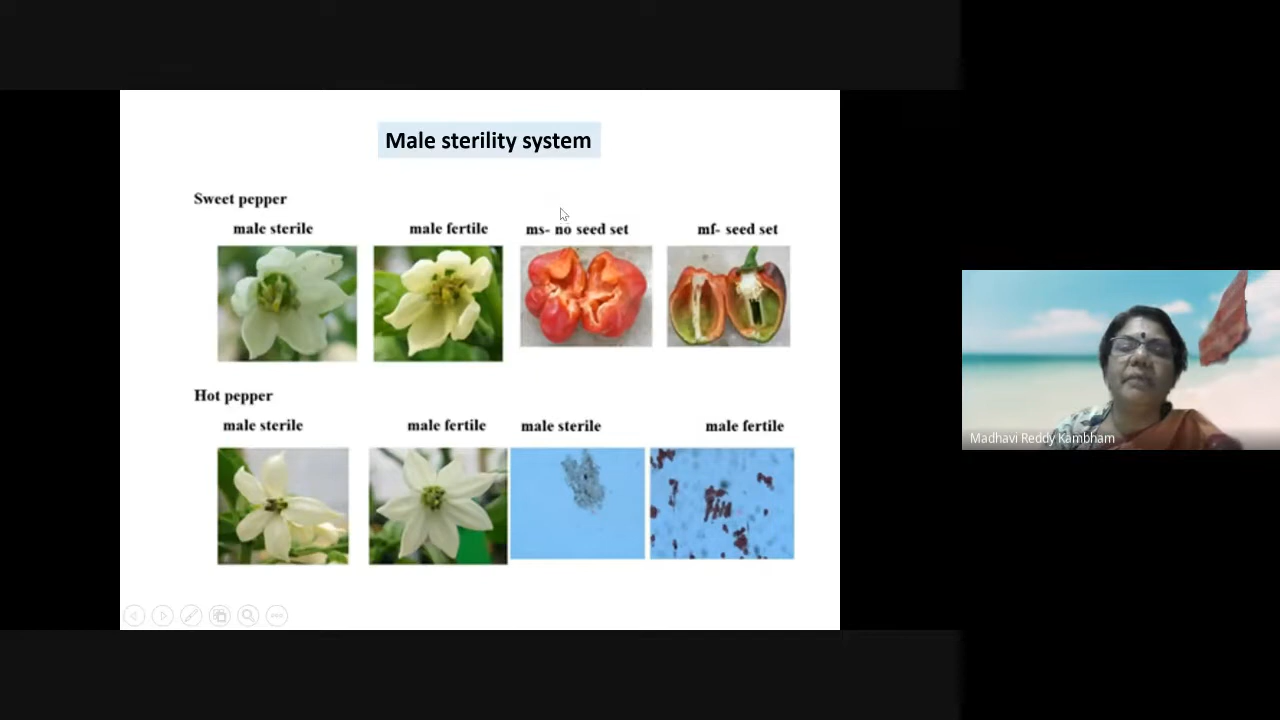 Male sterility system
Sweet pepper
male sterile
male fertile
ms- no seed set
mf- seed set
Hot pepper
male sterile
male fertile
male sterile
male fertile
Madhavi Reddy Kambham